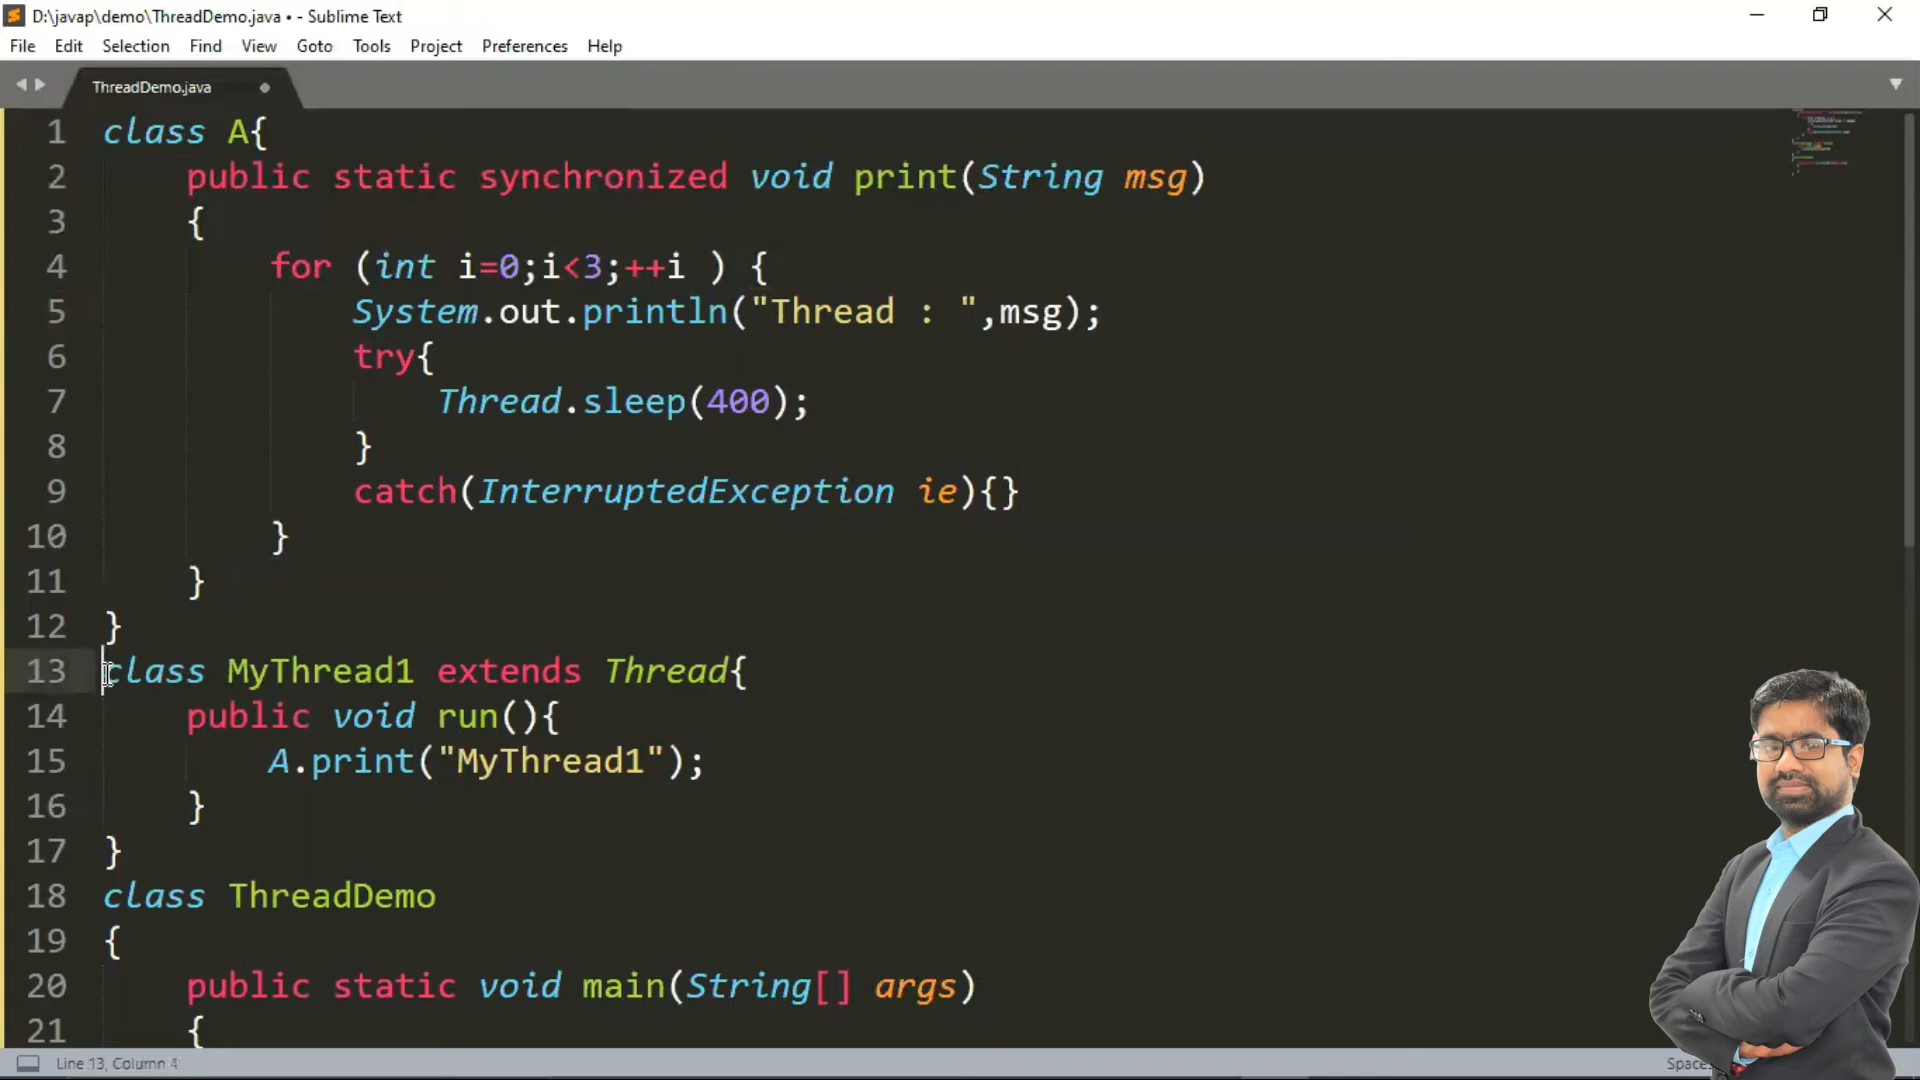 D:\javap\demo\ThreadDemo.java • - Sublime Text
File Edit Selection Find View Goto Tools Project Preferences Help
ThreadDemo.java
1 class A{
2 public static synchronized void print(String msg)
3 {
4 for (int i=0;i<3;++i ) {
5 System.out.println("Thread : ",msg);
6 try{
7 Thread.sleep(400);
8 }
9 catch(InterruptedException ie){}
10 }
11 }
12 }
13 class MyThread1 extends Thread{
14 public void run(){
15 A.print("MyThread1");
16 }
17 }
18 class ThreadDemo
19 {
20 public static void main(String[] args)
21 {
Line 13, Column 4